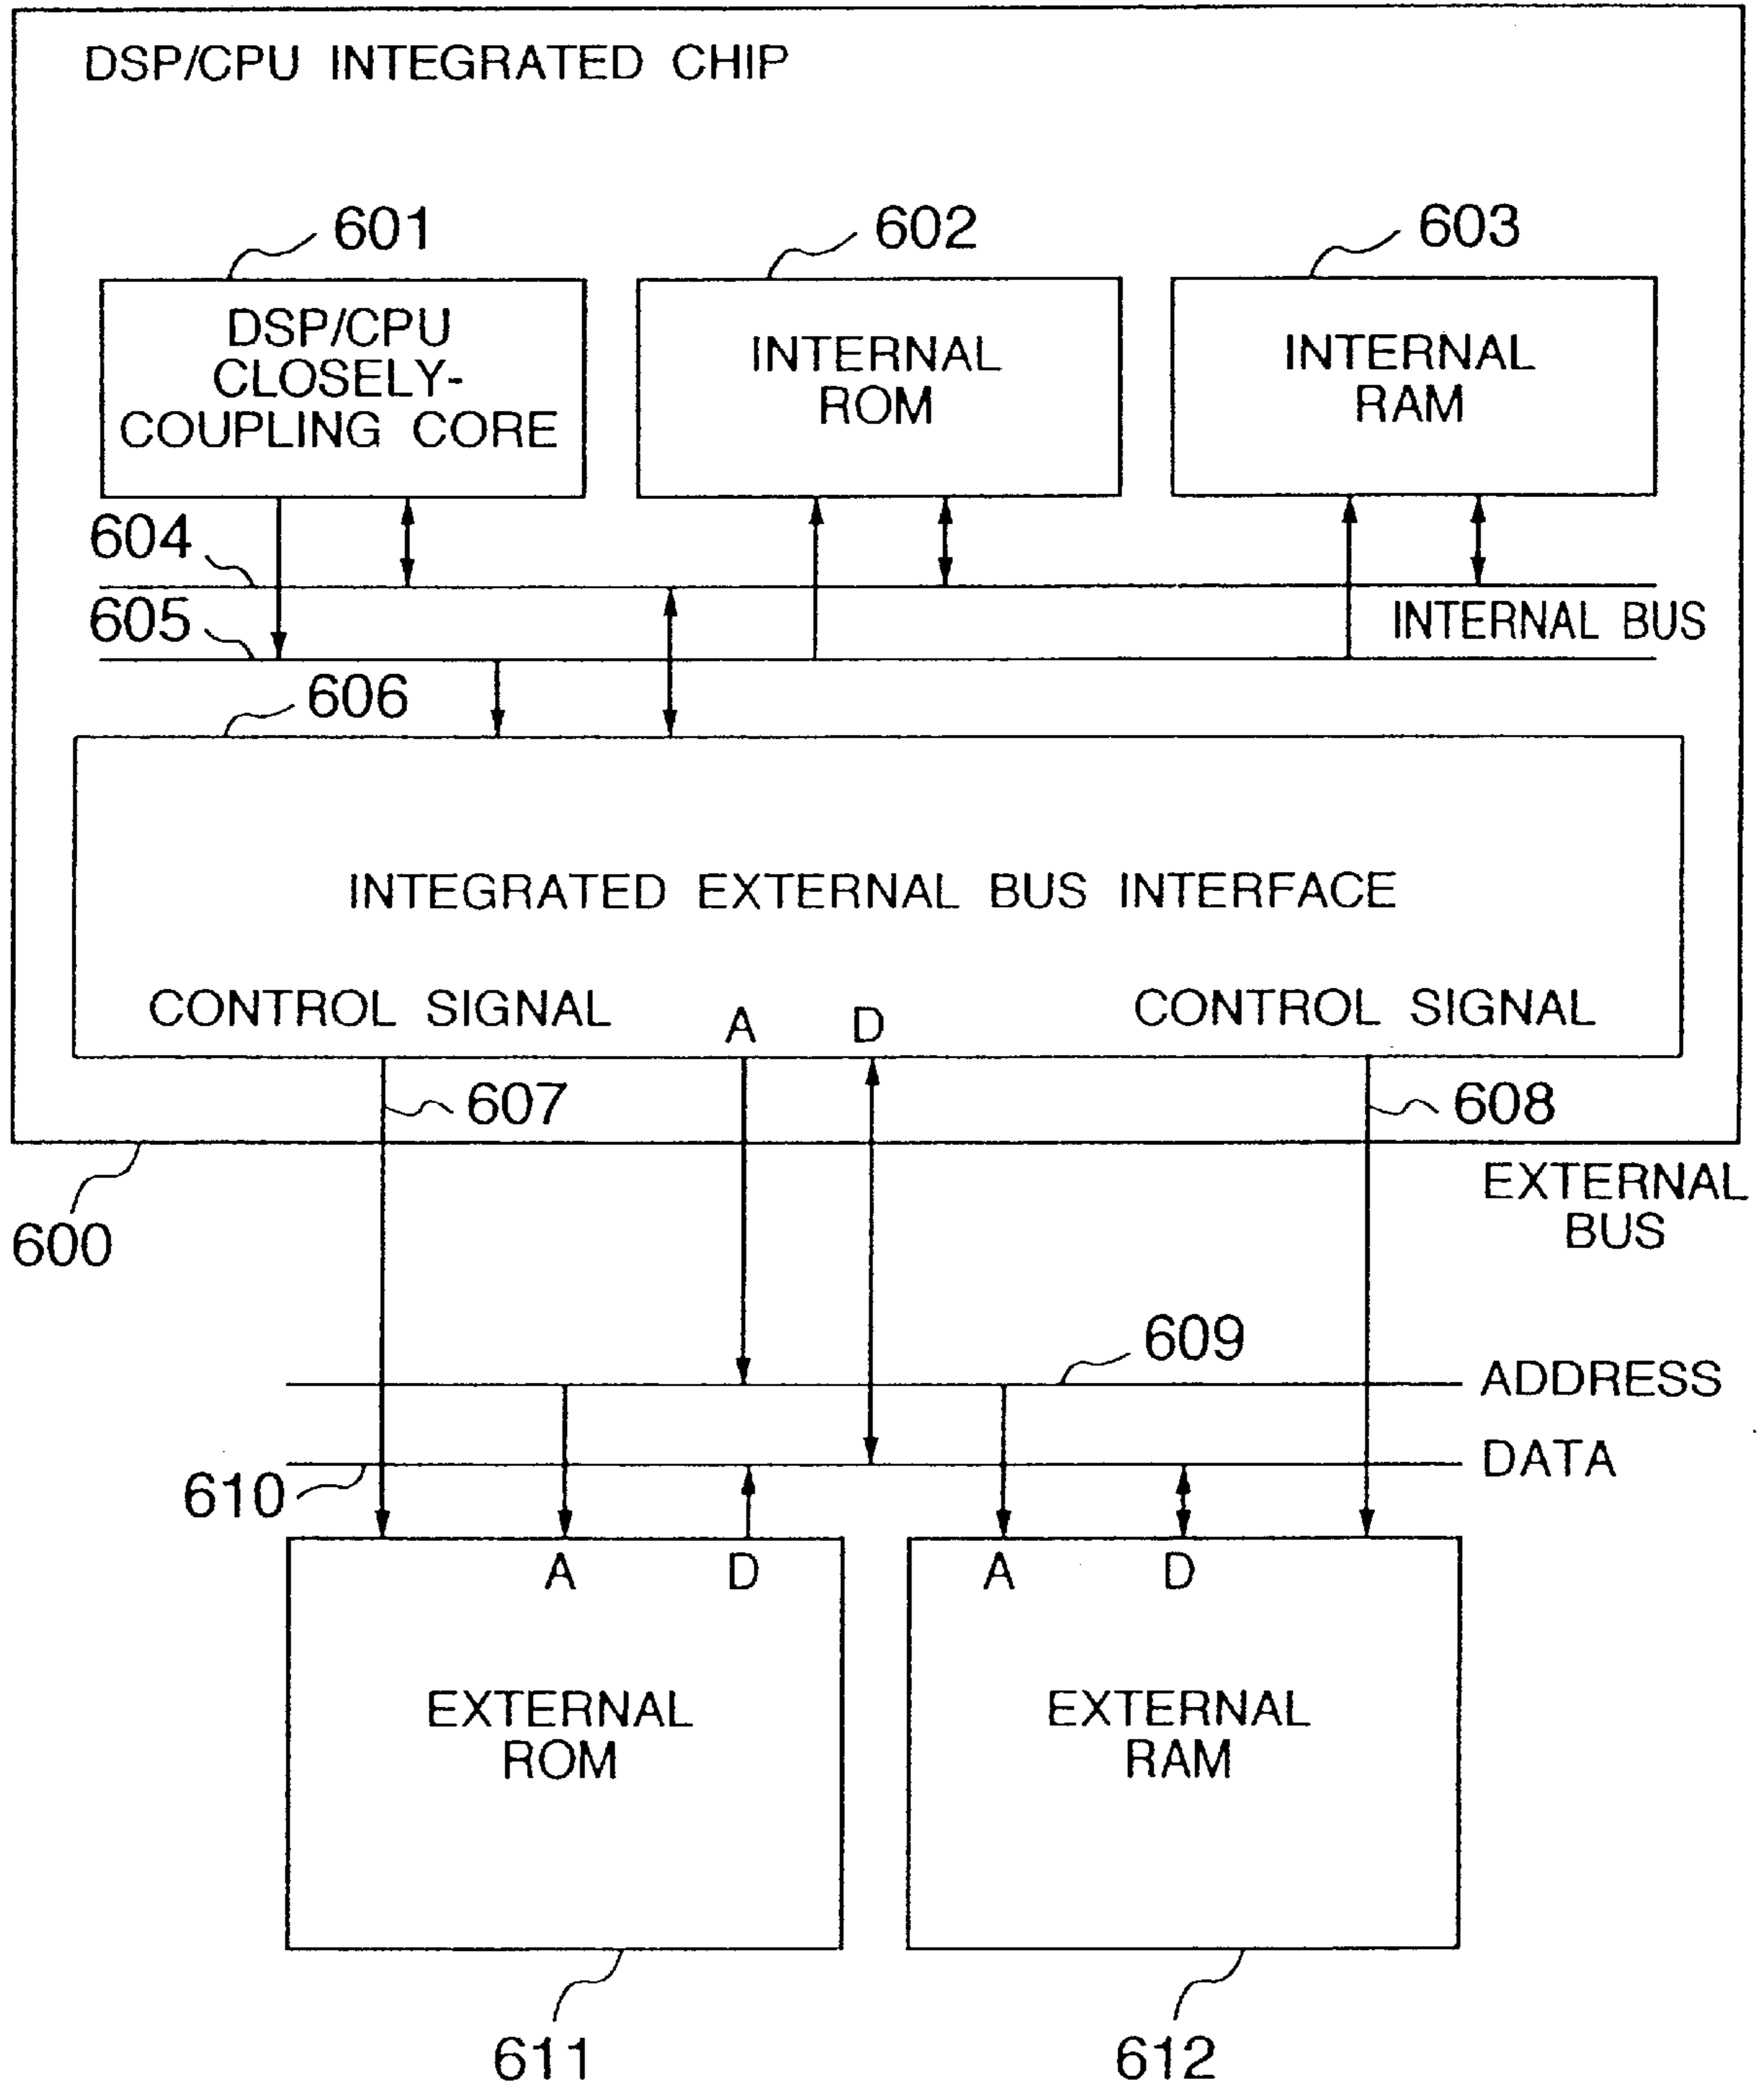 DSP/CPU INTEGRATED CHIP
601
602
603
DSP/CPU
CLOSELY-
COUPLING CORE
INTERNAL
ROM
INTERNAL
RAM
604
605
INTERNAL BUS
606
INTEGRATED EXTERNAL BUS INTERFACE
CONTROL SIGNAL
A
D
CONTROL SIGNAL
607
608
600
EXTERNAL
BUS
609
ADDRESS
DATA
610
A
D
A
D
EXTERNAL
ROM
EXTERNAL
RAM
611
612